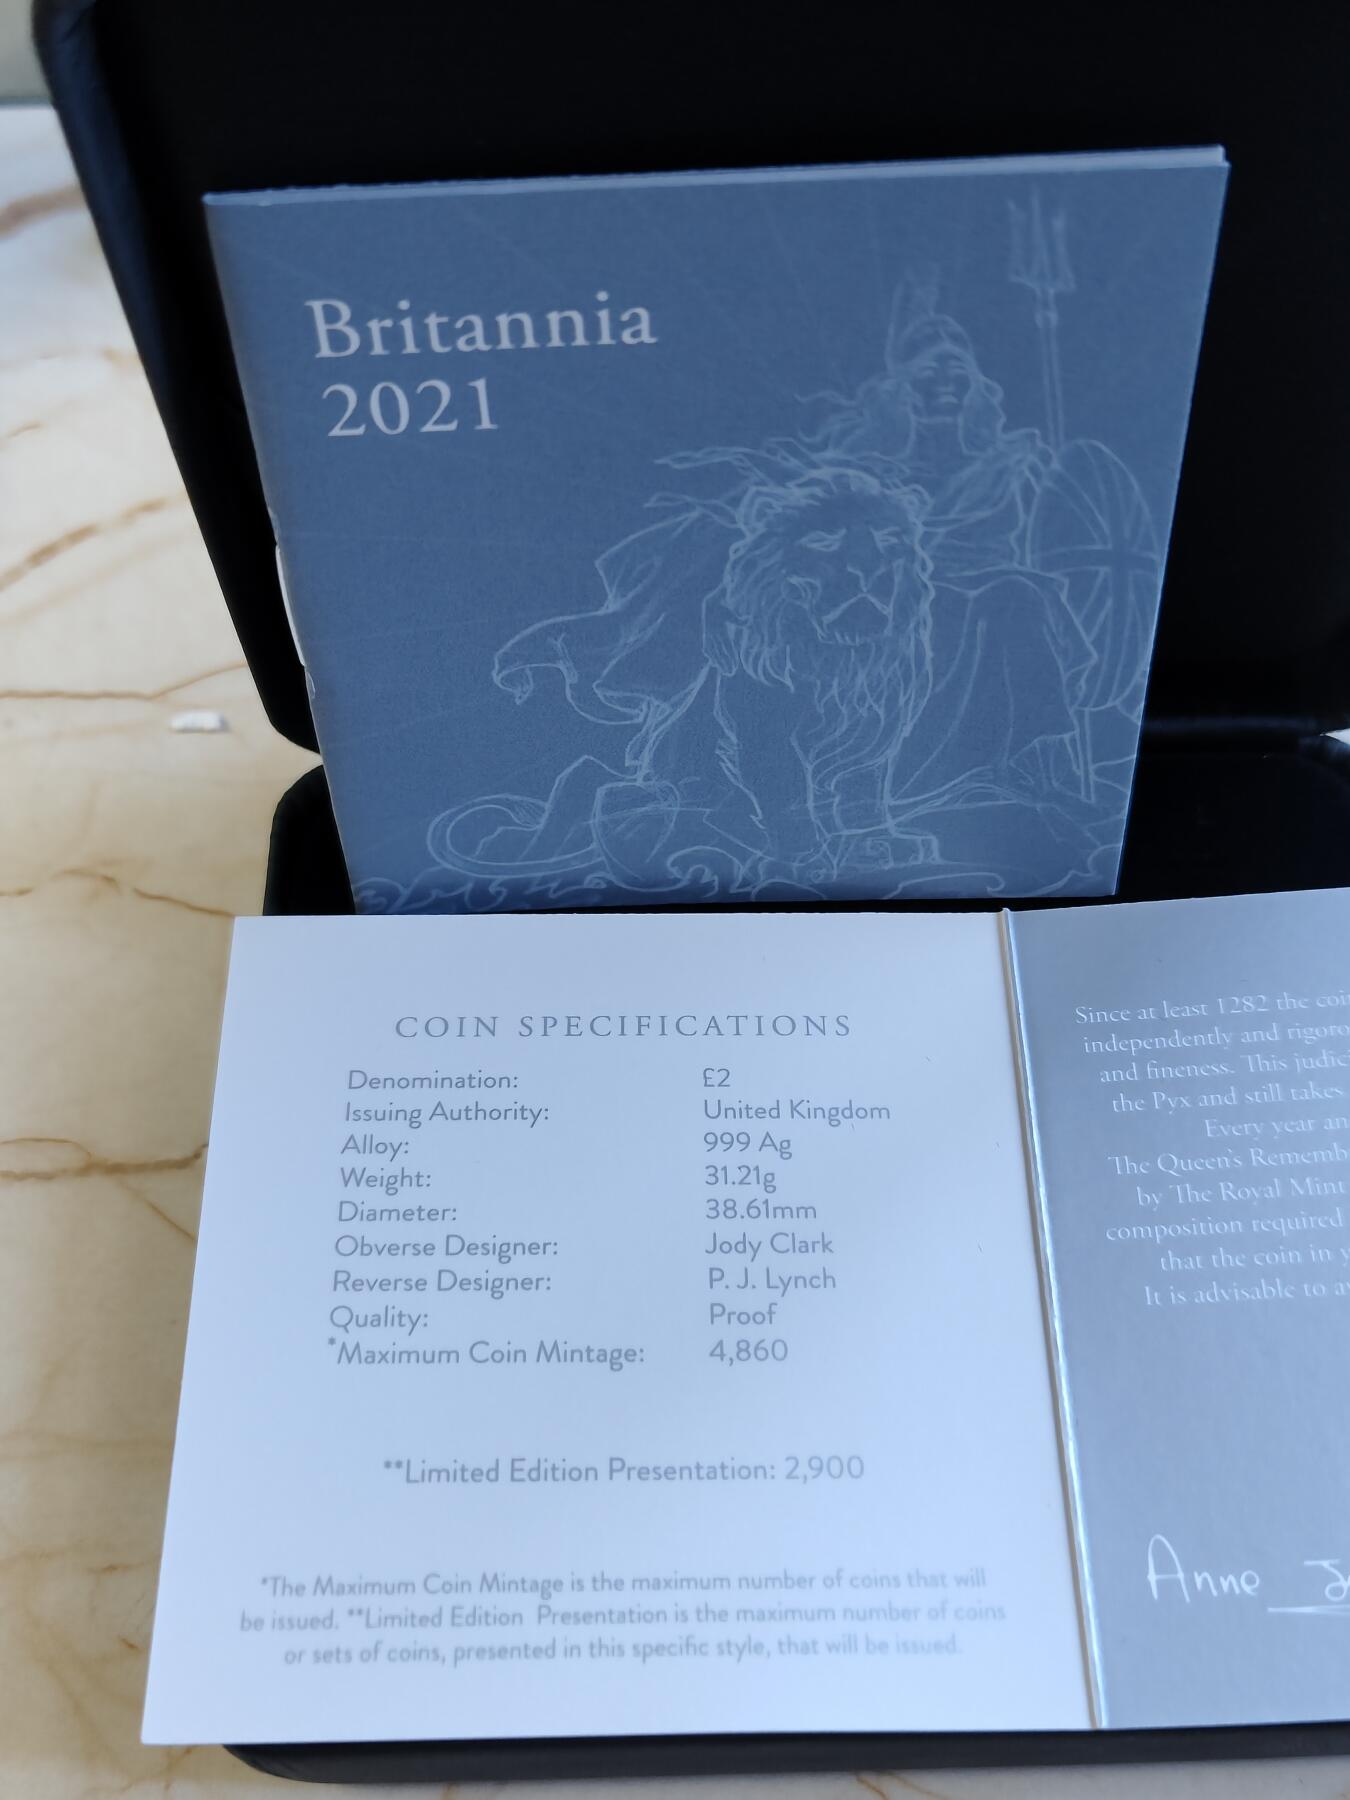 Britannia
2021
COIN SPECIFICATIONS
Denomination: £2
Issuing Authority: United Kingdom
Alloy: 999 Ag
Weight: 31.21g
Diameter: 38.61mm
Obverse Designer: Jody Clark
Reverse Designer: P. J. Lynch
Quality: Proof
*Maximum Coin Mintage: 4,860
**Limited Edition Presentation: 2,900
*The Maximum Coin Mintage is the maximum number of coins that will
be issued. **Limited Edition Presentation is the maximum number of coins
or sets of coins, presented in this specific style, that will be issued.
Since at least 1282 the
independently and
and fineness. This
the Pyx and still takes
Every year
The Queen's
by The Royal Mint
composition required
that the coin in
It is advisable to
Anne